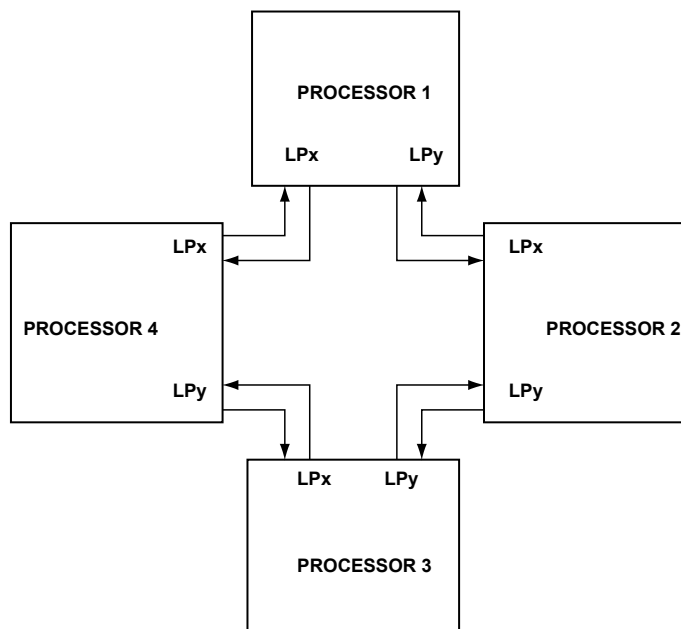 PROCESSOR 1
LPx LPy
LPx
LPx
PROCESSOR 4
PROCESSOR 2
LPy
LPy
LPx LPy
PROCESSOR 3